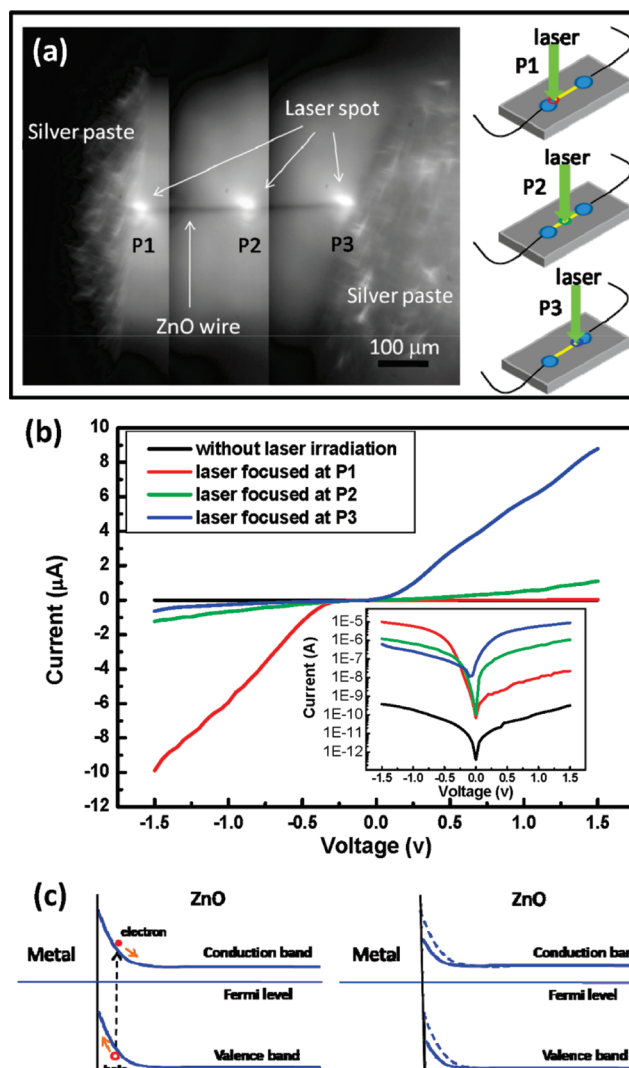 (a)
Silver paste
Laser spot
P1
P2
P3
ZnO wire
Silver paste
100 μm
laser
P1
laser
P2
laser
P3
(b)
without laser irradiation
laser focused at P1
laser focused at P2
laser focused at P3
Current (μA)
10
8
6
4
2
0
-2
-4
-6
-8
-10
-12
-1.5 -1.0 -0.5 0.0 0.5 1.0 1.5
Voltage (v)
Current (A)
1E-5
1E-6
1E-7
1E-8
1E-9
1E-10
1E-11
1E-12
-1.5 -1.0 -0.5 0.0 0.5 1.0 1.5
Voltage (v)
(c)
ZnO
Metal
electron
Conduction band
Fermi level
Valence band
ZnO
Metal
Conduction band
Fermi level
Valence band